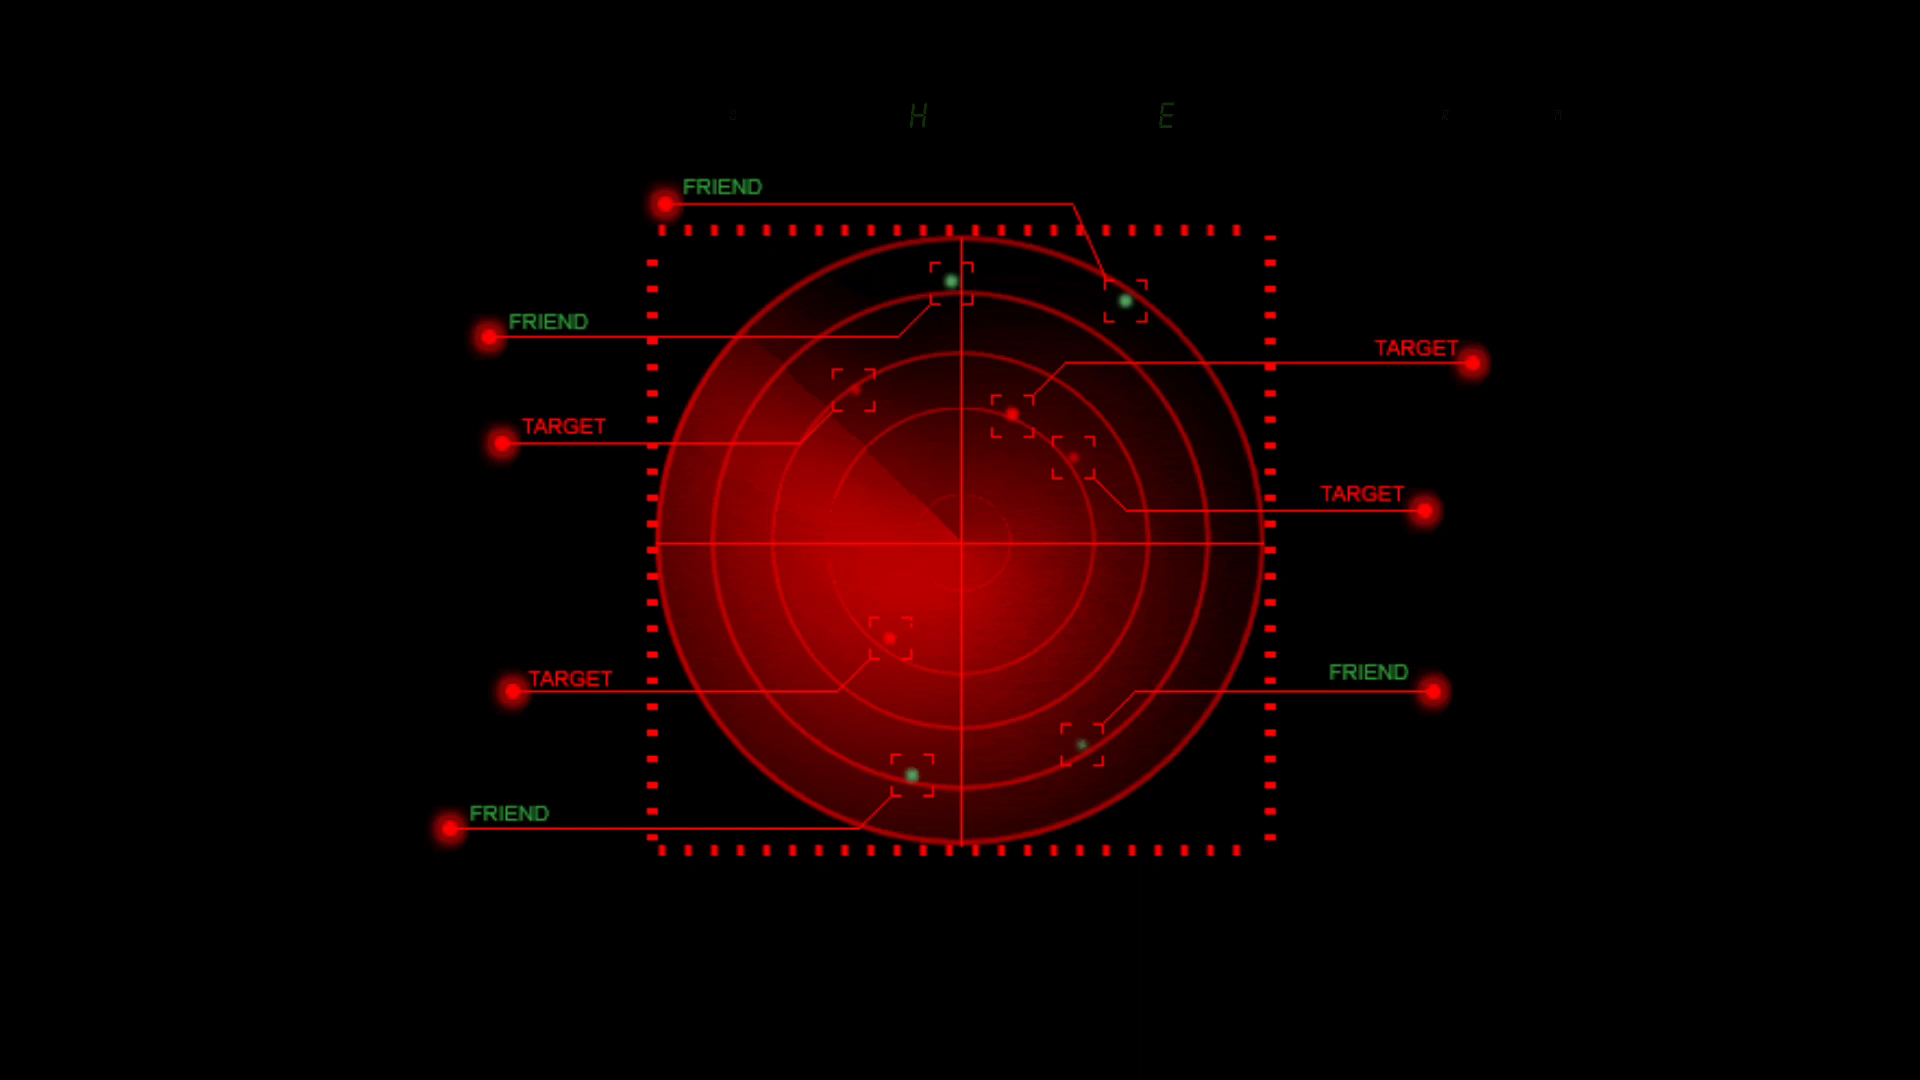 H E
FRIEND
FRIEND
TARGET
TARGET
TARGET
TARGET
FRIEND
FRIEND